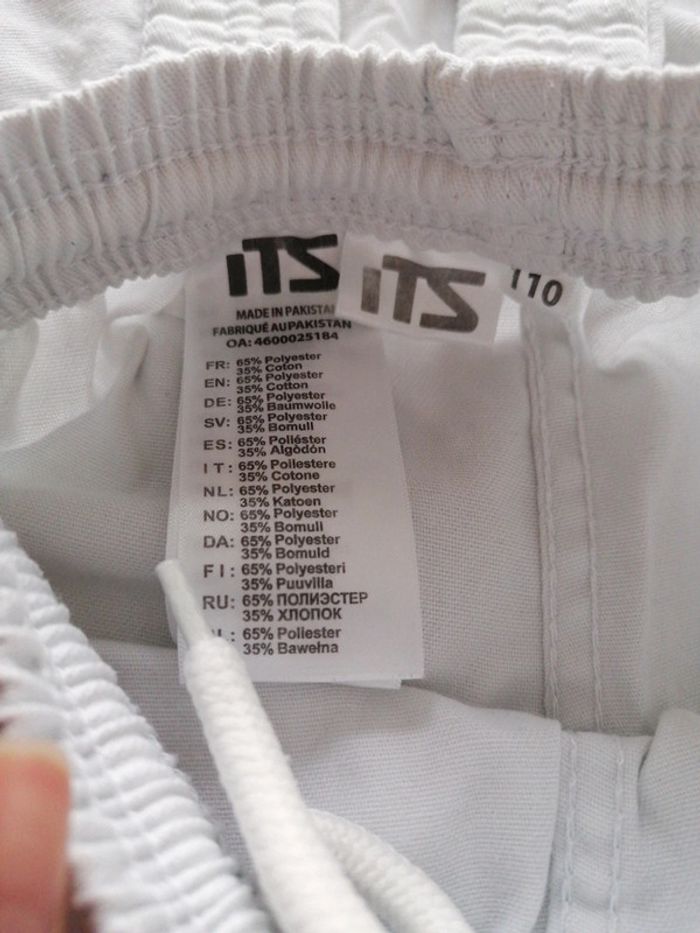 ITS
ITS
110
MADE IN PAKISTA
FABRIQUÉ AU PAKISTAN
OA: 4600025184
FR: 65% Polyester
35% Coton
EN: 65% Polyester
35% Cotton
DE: 65% Polyester
35% Baumwolle
SV: 65% Polyester
35% Bomull
ES: 65% Poliéster
35% Algòdón
IT: 65% Poliestere
35% Cotone
NL: 65% Polyester
35% Katoen
NO: 65% Polyester
35% Bomull
DA: 65% Polyester
35% Bomuld
FI: 65% Polyesteri
35% Puuvilla
RU: 65% ПОЛИЭСТЕР
35% ХЛОПОК
L: 65% Poliester
35% Bawełna